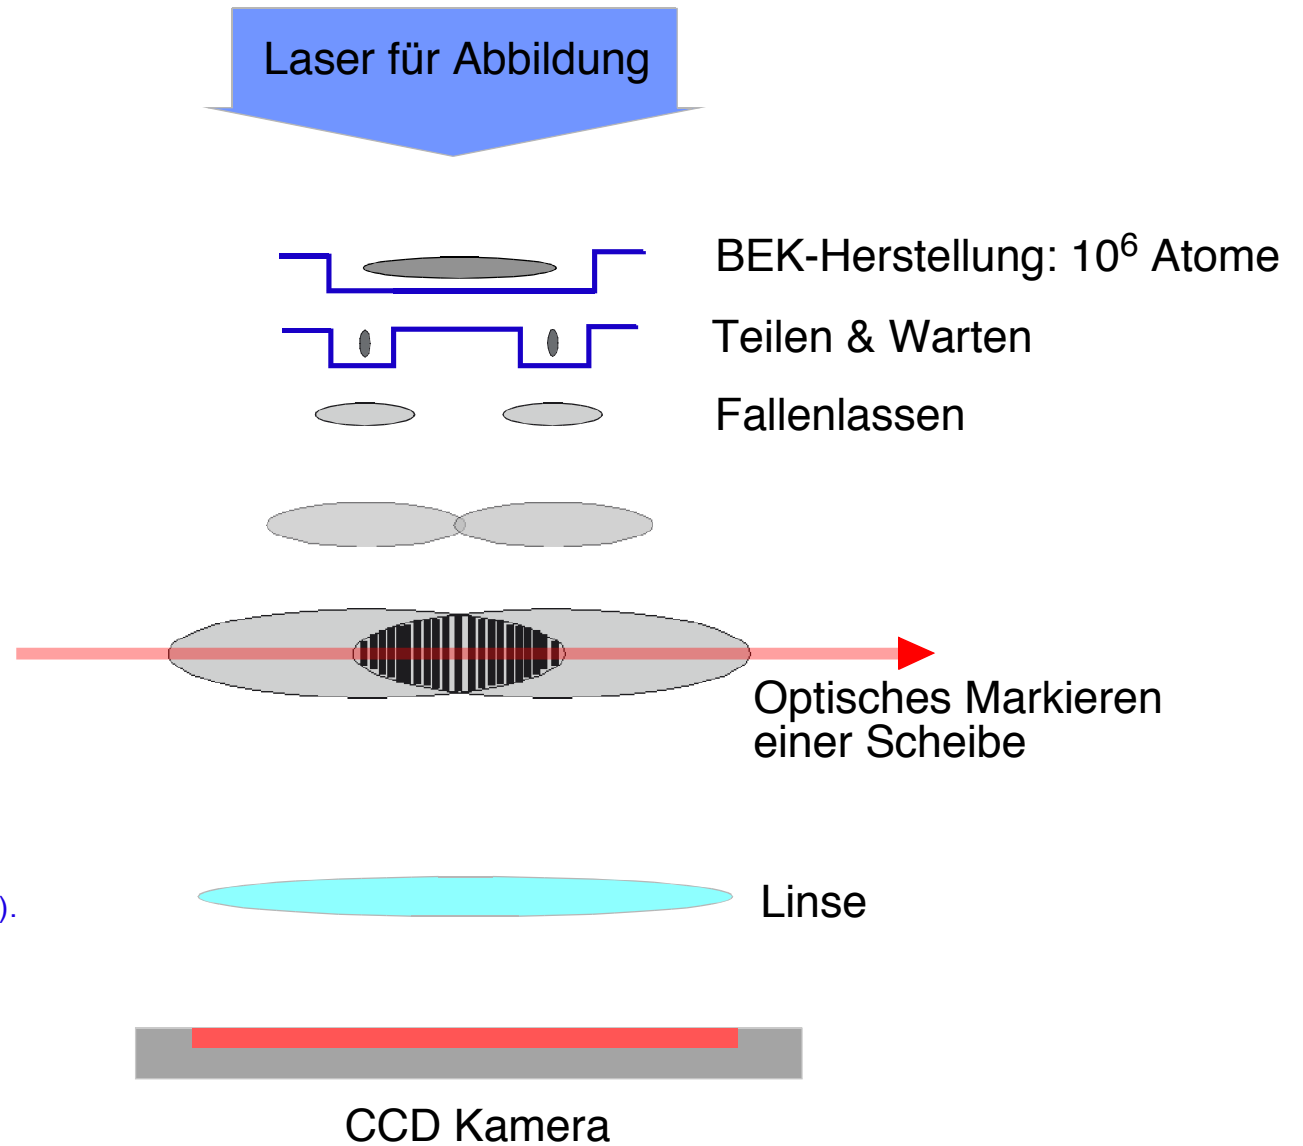 Laser für Abbildung
BEK-Herstellung: 10⁶ Atome
Teilen & Warten
Fallenlassen
Optisches Markieren
einer Scheibe
).
Linse
CCD Kamera